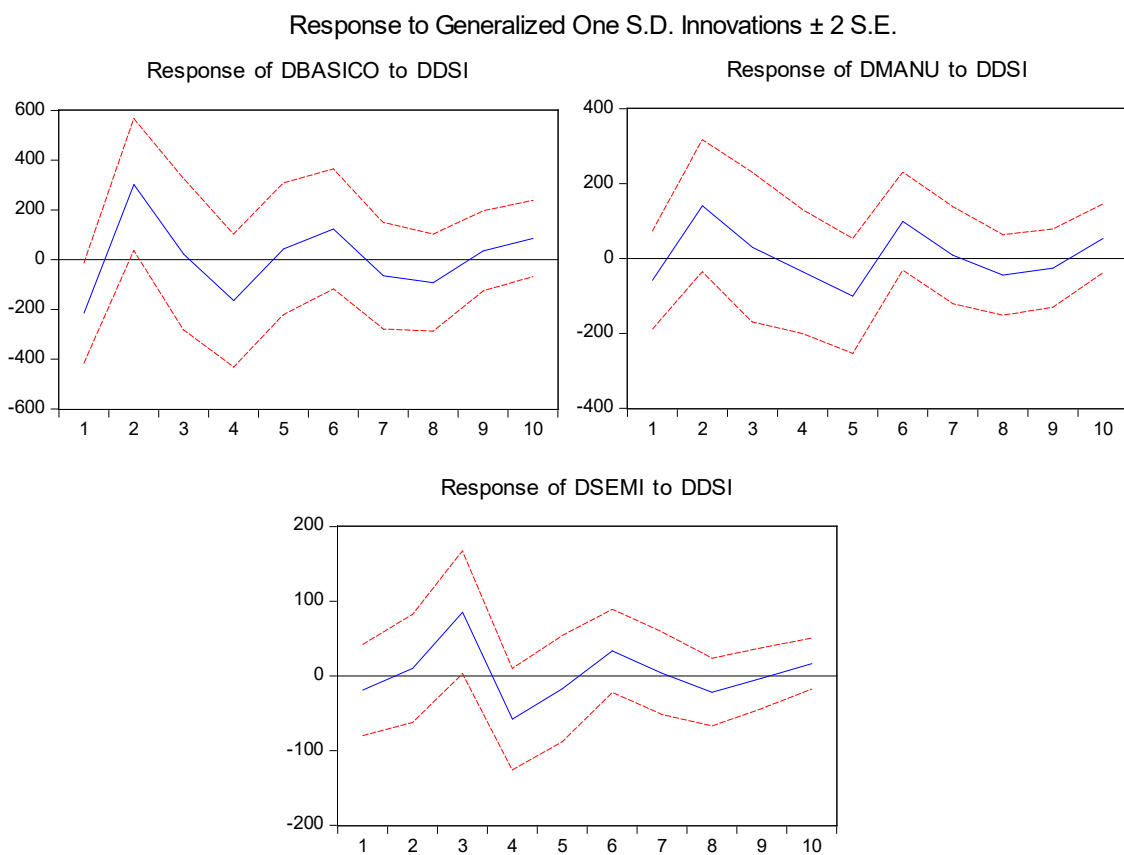 Response to Generalized One S.D. Innovations ± 2 S.E.
Response of DBASICO to DDSI
600
400
200
0
-200
-400
-600
1 2 3 4 5 6 7 8 9 10
Response of DMANU to DDSI
400
200
0
-200
-400
1 2 3 4 5 6 7 8 9 10
Response of DSEMI to DDSI
200
100
0
-100
-200
1 2 3 4 5 6 7 8 9 10